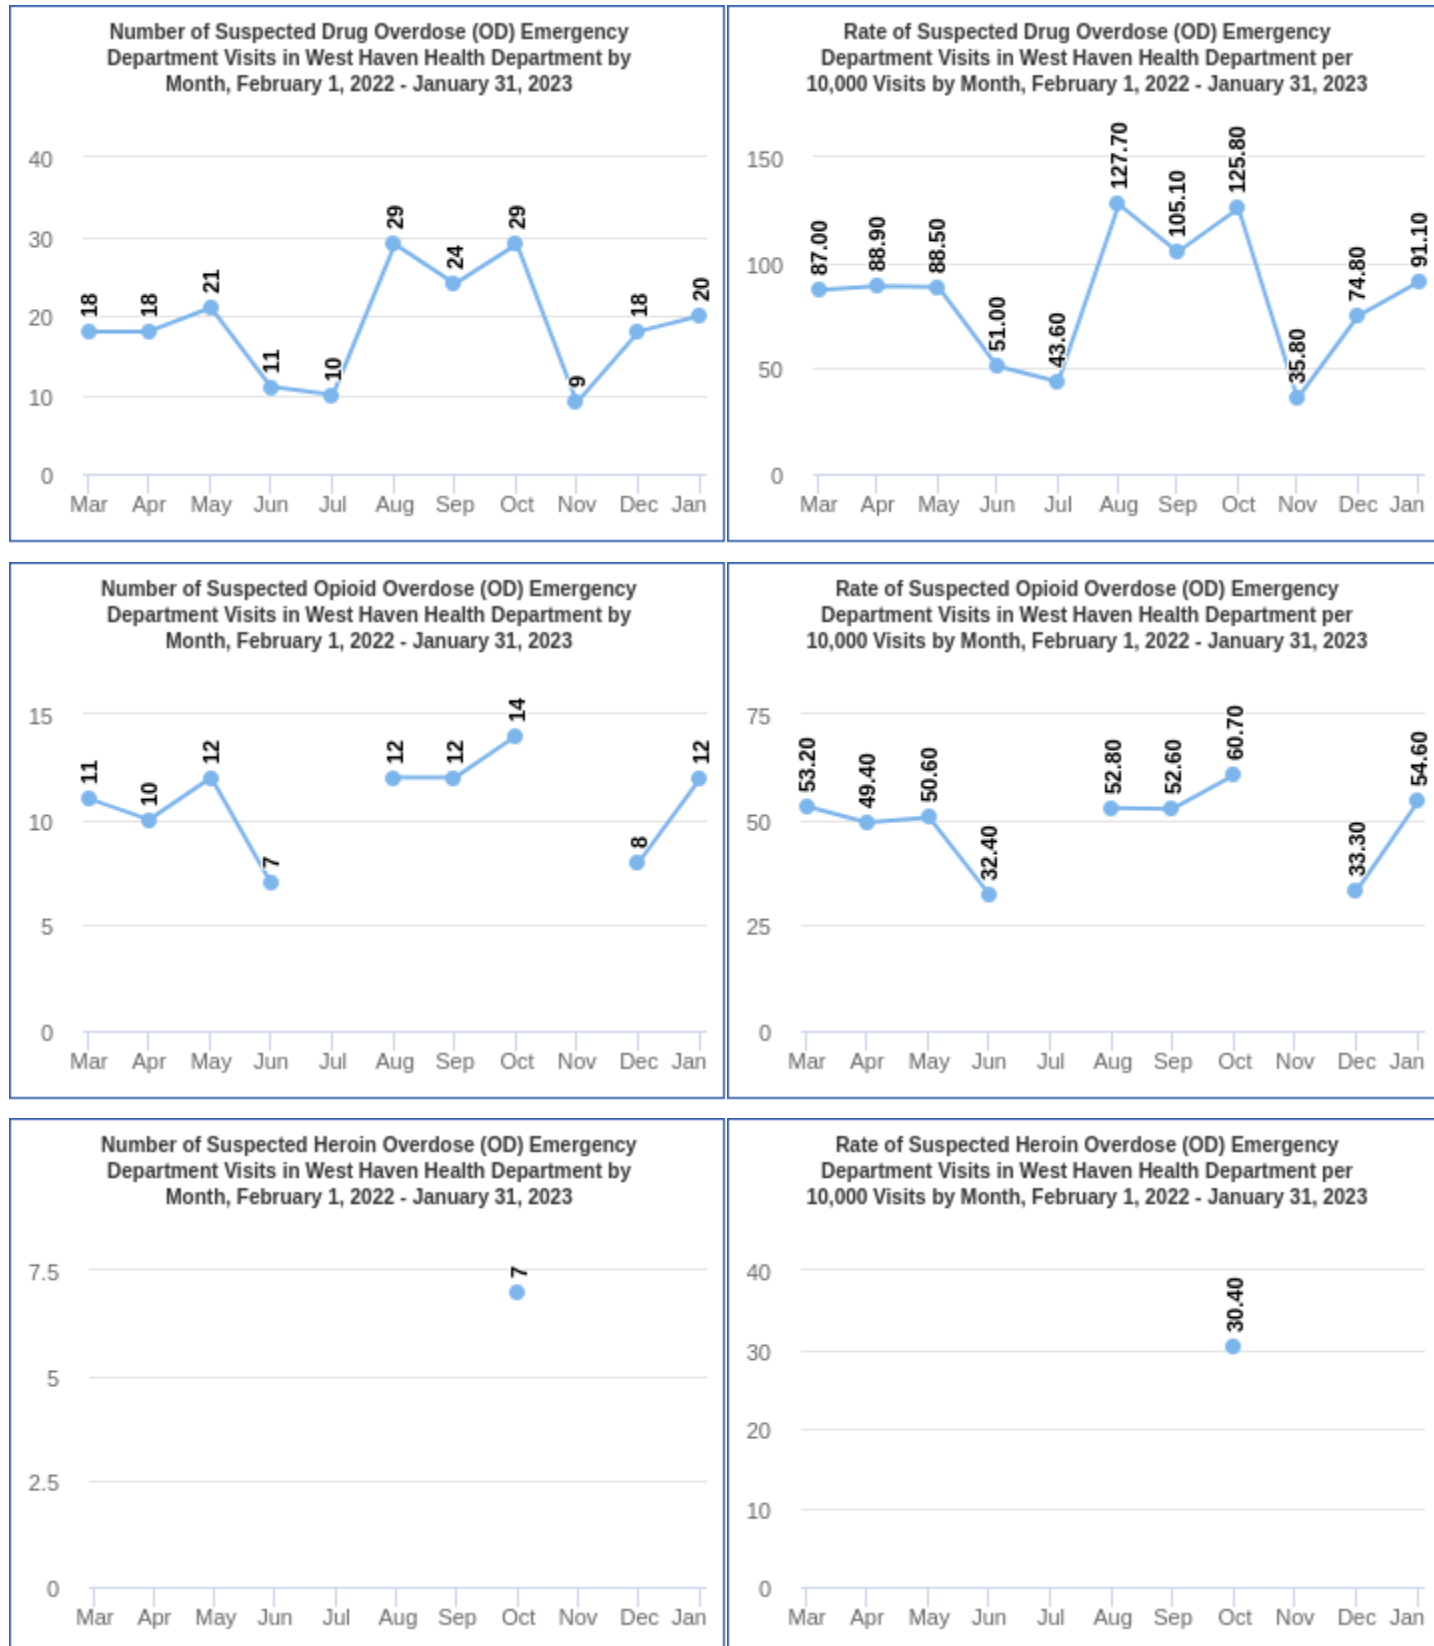 Number of Suspected Drug Overdose (OD) Emergency
Department Visits in West Haven Health Department by
Month, February 1, 2022 - January 31, 2023
40
30
20
10
0
18
18
21
11
10
29
24
29
9
18
20
Mar Apr May Jun Jul Aug Sep Oct Nov Dec Jan
Rate of Suspected Drug Overdose (OD) Emergency
Department Visits in West Haven Health Department per
10,000 Visits by Month, February 1, 2022 - January 31, 2023
150
100
50
0
87.00
88.90
88.50
51.00
43.60
127.70
105.10
125.80
35.80
74.80
91.10
Mar Apr May Jun Jul Aug Sep Oct Nov Dec Jan
Number of Suspected Opioid Overdose (OD) Emergency
Department Visits in West Haven Health Department by
Month, February 1, 2022 - January 31, 2023
15
10
5
0
11
10
12
7
12
12
14
8
12
Mar Apr May Jun Jul Aug Sep Oct Nov Dec Jan
Rate of Suspected Opioid Overdose (OD) Emergency
Department Visits in West Haven Health Department per
10,000 Visits by Month, February 1, 2022 - January 31, 2023
75
50
25
0
53.20
49.40
50.60
32.40
52.80
52.60
60.70
33.30
54.60
Mar Apr May Jun Jul Aug Sep Oct Nov Dec Jan
Number of Suspected Heroin Overdose (OD) Emergency
Department Visits in West Haven Health Department by
Month, February 1, 2022 - January 31, 2023
7.5
5
2.5
0
7
Mar Apr May Jun Jul Aug Sep Oct Nov Dec Jan
Rate of Suspected Heroin Overdose (OD) Emergency
Department Visits in West Haven Health Department per
10,000 Visits by Month, February 1, 2022 - January 31, 2023
40
30
20
10
0
30.40
Mar Apr May Jun Jul Aug Sep Oct Nov Dec Jan